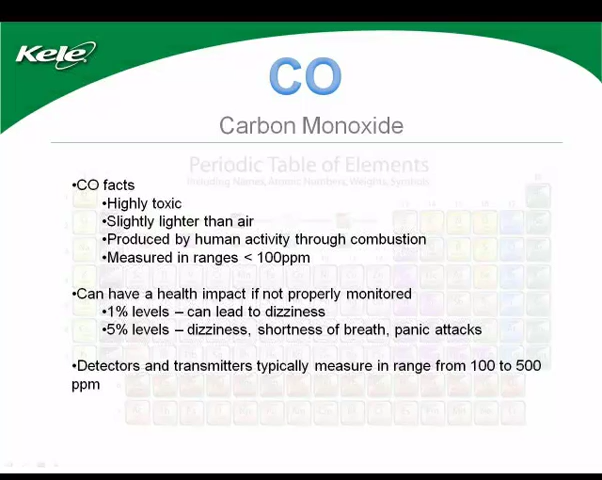 Kele
CO
Carbon Monoxide
Periodic Table of Elements
Including Names, Atomic Numbers, Weights, Symbols
•CO facts
•Highly toxic
•Slightly lighter than air
•Produced by human activity through combustion
•Measured in ranges < 100ppm
•Can have a health impact if not properly monitored
•1% levels – can lead to dizziness
•5% levels – dizziness, shortness of breath, panic attacks
•Detectors and transmitters typically measure in range from 100 to 500
ppm